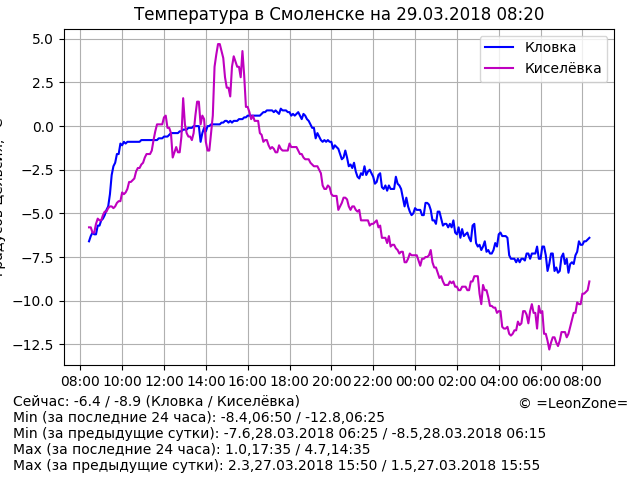 Температура в Смоленске на 29.03.2018 08:20
5.0
2.5
0.0
−2.5
−5.0
−7.5
−10.0
−12.5
Кловка
Киселёвка
08:00 10:00 12:00 14:00 16:00 18:00 20:00 22:00 00:00 02:00 04:00 06:00 08:00
Сейчас: -6.4 / -8.9 (Кловка / Киселёвка)
© =LeonZone=
Min (за последние 24 часа): -8.4,06:50 / -12.8,06:25
Min (за предыдущие сутки): -7.6,28.03.2018 06:25 / -8.5,28.03.2018 06:15
Max (за последние 24 часа): 1.0,17:35 / 4.7,14:35
Max (за предыдущие сутки): 2.3,27.03.2018 15:50 / 1.5,27.03.2018 15:55